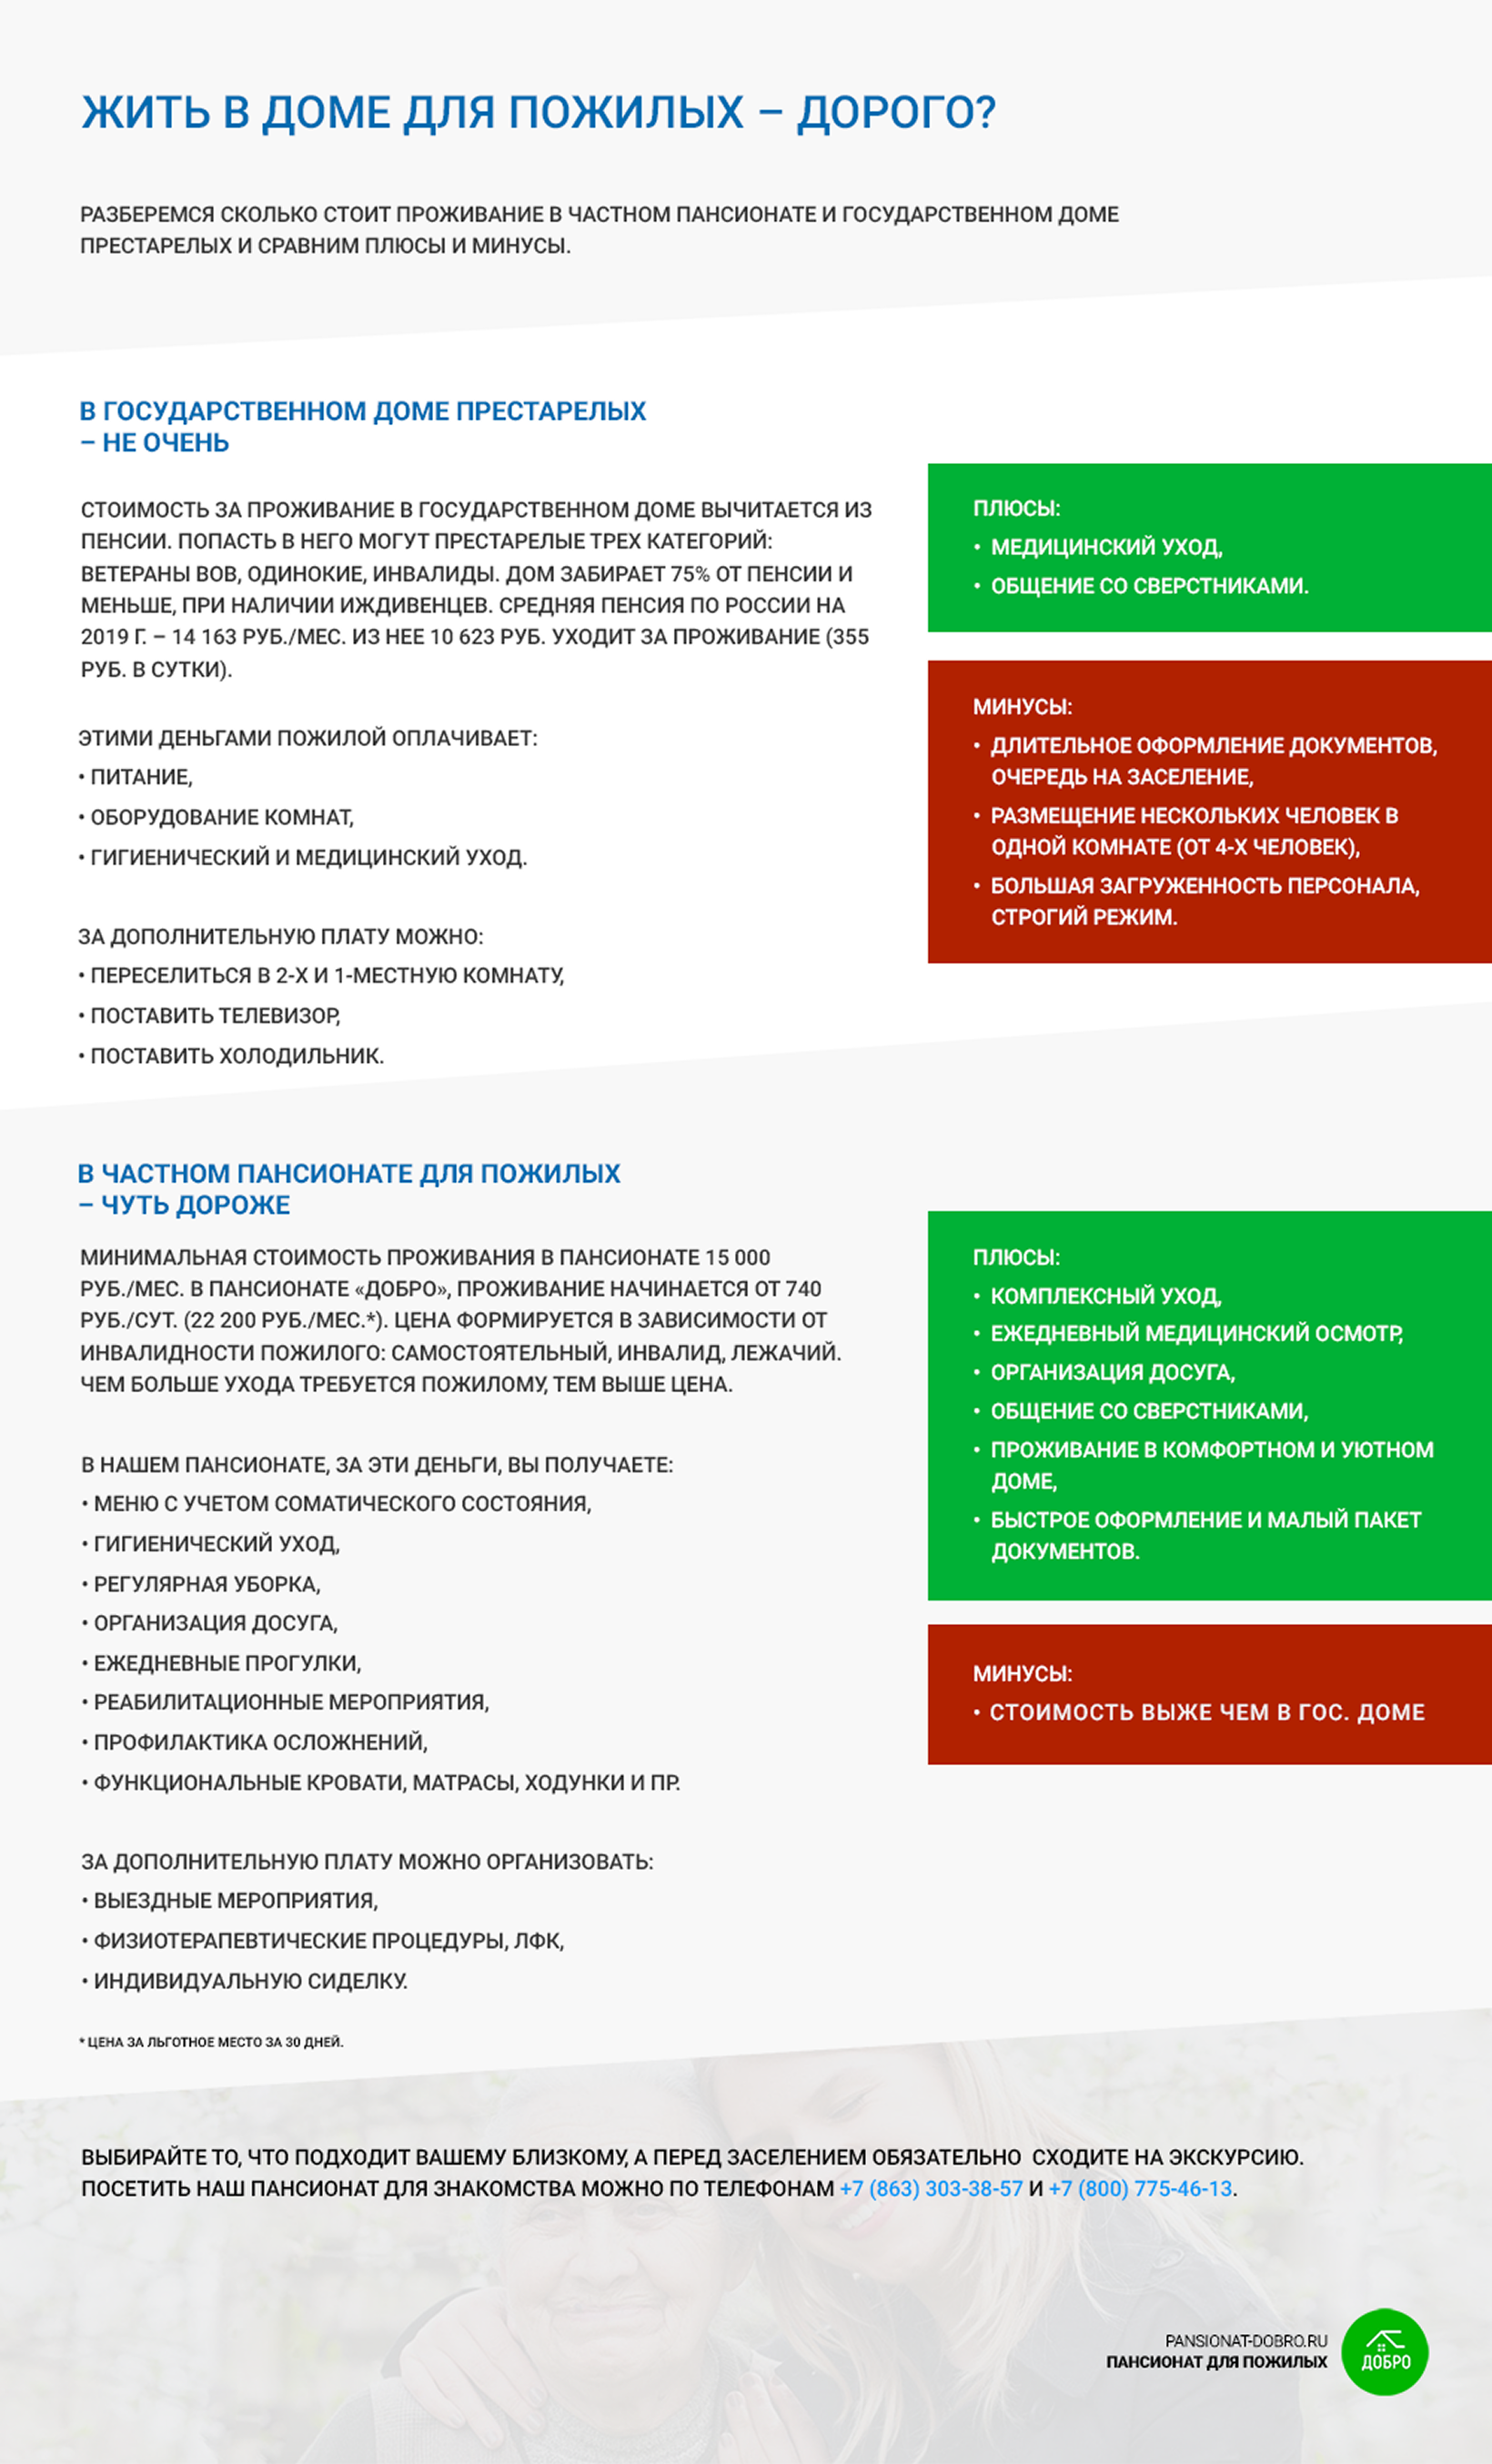 ЖИТЬ В ДОМЕ ДЛЯ ПОЖИЛЫХ – ДОРОГО?
РАЗБЕРЕМСЯ СКОЛЬКО СТОИТ ПРОЖИВАНИЕ В ЧАСТНОМ ПАНСИОНАТЕ И ГОСУДАРСТВЕННОМ ДОМЕ
ПРЕСТАРЕЛЫХ И СРАВНИМ ПЛЮСЫ И МИНУСЫ.
В ГОСУДАРСТВЕННОМ ДОМЕ ПРЕСТАРЕЛЫХ
– НЕ ОЧЕНЬ
СТОИМОСТЬ ЗА ПРОЖИВАНИЕ В ГОСУДАРСТВЕННОМ ДОМЕ ВЫЧИТАЕТСЯ ИЗ
ПЕНСИИ. ПОПАСТЬ В НЕГО МОГУТ ПРЕСТАРЕЛЫЕ ТРЕХ КАТЕГОРИЙ:
ВЕТЕРАНЫ ВОВ, ОДИНОКИЕ, ИНВАЛИДЫ. ДОМ ЗАБИРАЕТ 75% ОТ ПЕНСИИ И
МЕНЬШЕ, ПРИ НАЛИЧИИ ИЖДИВЕНЦЕВ. СРЕДНЯЯ ПЕНСИЯ ПО РОССИИ НА
2019 Г. – 14 163 РУБ./МЕС. ИЗ НЕЕ 10 623 РУБ. УХОДИТ ЗА ПРОЖИВАНИЕ (355
РУБ. В СУТКИ).
ЭТИМИ ДЕНЬГАМИ ПОЖИЛОЙ ОПЛАЧИВАЕТ:
• ПИТАНИЕ,
• ОБОРУДОВАНИЕ КОМНАТ,
• ГИГИЕНИЧЕСКИЙ И МЕДИЦИНСКИЙ УХОД.
ЗА ДОПОЛНИТЕЛЬНУЮ ПЛАТУ МОЖНО:
• ПЕРЕСЕЛИТЬСЯ В 2-Х И 1-МЕСТНУЮ КОМНАТУ,
• ПОСТАВИТЬ ТЕЛЕВИЗОР,
• ПОСТАВИТЬ ХОЛОДИЛЬНИК.
ПЛЮСЫ:
• МЕДИЦИНСКИЙ УХОД,
• ОБЩЕНИЕ СО СВЕРСТНИКАМИ.
МИНУСЫ:
• ДЛИТЕЛЬНОЕ ОФОРМЛЕНИЕ ДОКУМЕНТОВ,
ОЧЕРЕДЬ НА ЗАСЕЛЕНИЕ,
• РАЗМЕЩЕНИЕ НЕСКОЛЬКИХ ЧЕЛОВЕК В
ОДНОЙ КОМНАТЕ (ОТ 4-Х ЧЕЛОВЕК),
• БОЛЬШАЯ ЗАГРУЖЕННОСТЬ ПЕРСОНАЛА,
СТРОГИЙ РЕЖИМ.
В ЧАСТНОМ ПАНСИОНАТЕ ДЛЯ ПОЖИЛЫХ
– ЧУТЬ ДОРОЖЕ
МИНИМАЛЬНАЯ СТОИМОСТЬ ПРОЖИВАНИЯ В ПАНСИОНАТЕ 15 000
РУБ./МЕС. В ПАНСИОНАТЕ «ДОБРО», ПРОЖИВАНИЕ НАЧИНАЕТСЯ ОТ 740
РУБ./СУТ. (22 200 РУБ./МЕС.*). ЦЕНА ФОРМИРУЕТСЯ В ЗАВИСИМОСТИ ОТ
ИНВАЛИДНОСТИ ПОЖИЛОГО: САМОСТОЯТЕЛЬНЫЙ, ИНВАЛИД, ЛЕЖАЧИЙ.
ЧЕМ БОЛЬШЕ УХОДА ТРЕБУЕТСЯ ПОЖИЛОМУ, ТЕМ ВЫШЕ ЦЕНА.
В НАШЕМ ПАНСИОНАТЕ, ЗА ЭТИ ДЕНЬГИ, ВЫ ПОЛУЧАЕТЕ:
• МЕНЮ С УЧЕТОМ СОМАТИЧЕСКОГО СОСТОЯНИЯ,
• ГИГИЕНИЧЕСКИЙ УХОД,
• РЕГУЛЯРНАЯ УБОРКА,
• ОРГАНИЗАЦИЯ ДОСУГА,
• ЕЖЕДНЕВНЫЕ ПРОГУЛКИ,
• РЕАБИЛИТАЦИОННЫЕ МЕРОПРИЯТИЯ,
• ПРОФИЛАКТИКА ОСЛОЖНЕНИЙ,
• ФУНКЦИОНАЛЬНЫЕ КРОВАТИ, МАТРАСЫ, ХОДУНКИ И ПР.
ЗА ДОПОЛНИТЕЛЬНУЮ ПЛАТУ МОЖНО ОРГАНИЗОВАТЬ:
• ВЫЕЗДНЫЕ МЕРОПРИЯТИЯ,
• ФИЗИОТЕРАПЕВТИЧЕСКИЕ ПРОЦЕДУРЫ, ЛФК,
• ИНДИВИДУАЛЬНУЮ СИДЕЛКУ.
* ЦЕНА ЗА ЛЬГОТНОЕ МЕСТО ЗА 30 ДНЕЙ.
ПЛЮСЫ:
• КОМПЛЕКСНЫЙ УХОД,
• ЕЖЕДНЕВНЫЙ МЕДИЦИНСКИЙ ОСМОТР,
• ОРГАНИЗАЦИЯ ДОСУГА,
• ОБЩЕНИЕ СО СВЕРСТНИКАМИ,
• ПРОЖИВАНИЕ В КОМФОРТНОМ И УЮТНОМ
ДОМЕ,
• БЫСТРОЕ ОФОРМЛЕНИЕ И МАЛЫЙ ПАКЕТ
ДОКУМЕНТОВ.
МИНУСЫ:
• СТОИМОСТЬ ВЫЖЕ ЧЕМ В ГОС. ДОМЕ
ВЫБИРАЙТЕ ТО, ЧТО ПОДХОДИТ ВАШЕМУ БЛИЗКОМУ, А ПЕРЕД ЗАСЕЛЕНИЕМ ОБЯЗАТЕЛЬНО СХОДИТЕ НА ЭКСКУРСИЮ.
ПОСЕТИТЬ НАШ ПАНСИОНАТ ДЛЯ ЗНАКОМСТВА МОЖНО ПО ТЕЛЕФОНАМ +7 (863) 303-38-57 И +7 (800) 775-46-13.
PANSIONAT-DOBRO.RU
ПАНСИОНАТ ДЛЯ ПОЖИЛЫХ
ДОБРО